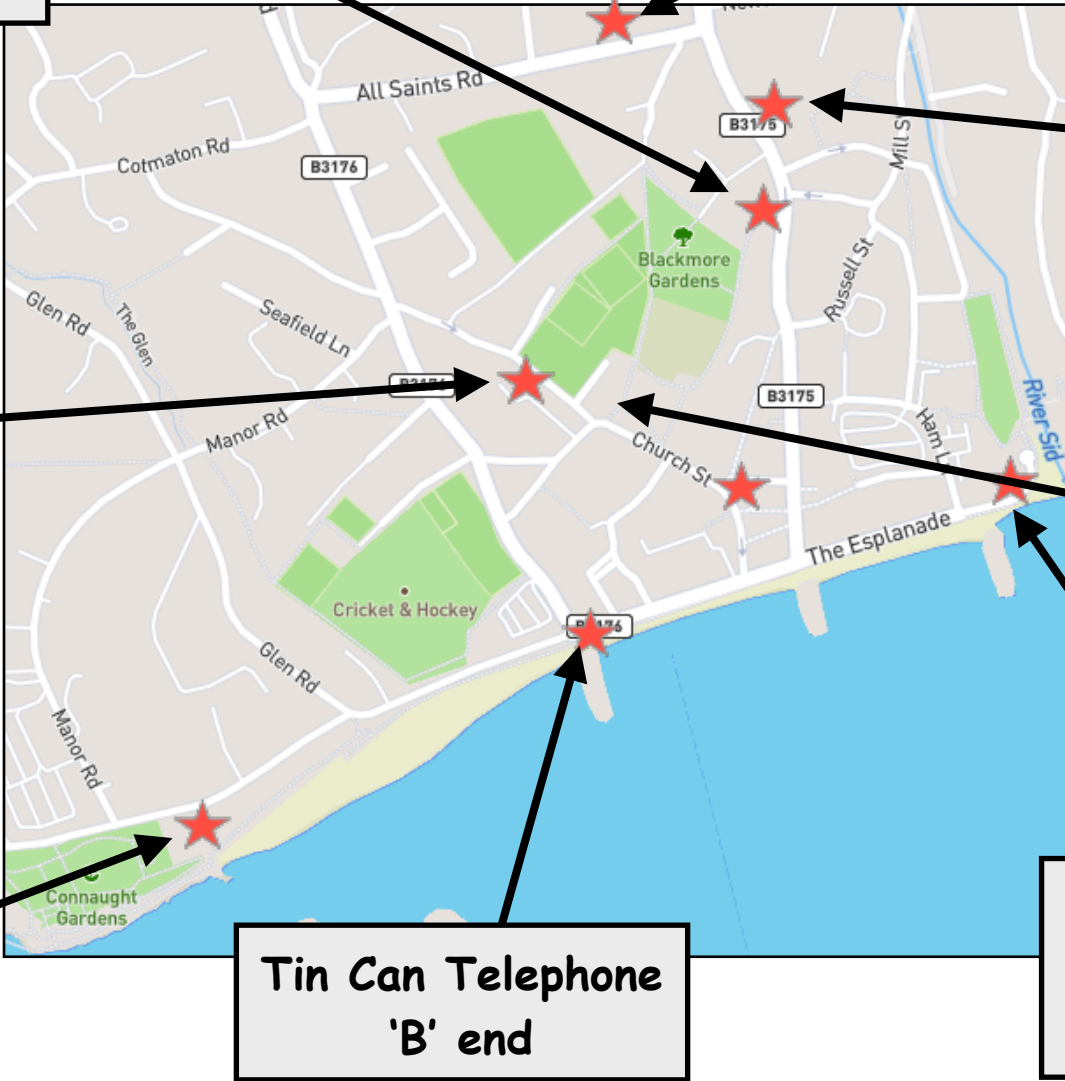 All Saints Rd
B3175
Mill S
Cotmaton Rd
B3176
Blackmore
Gardens
Russell St
Glen Rd
The Glen
Seafield Ln
B3176
B3175
River Sid
Manor Rd
Church St
Ham L
The Esplanade
Cricket & Hockey
B3176
Glen Rd
Manor Rd
Connaught
Gardens
Tin Can Telephone
‘B’ end